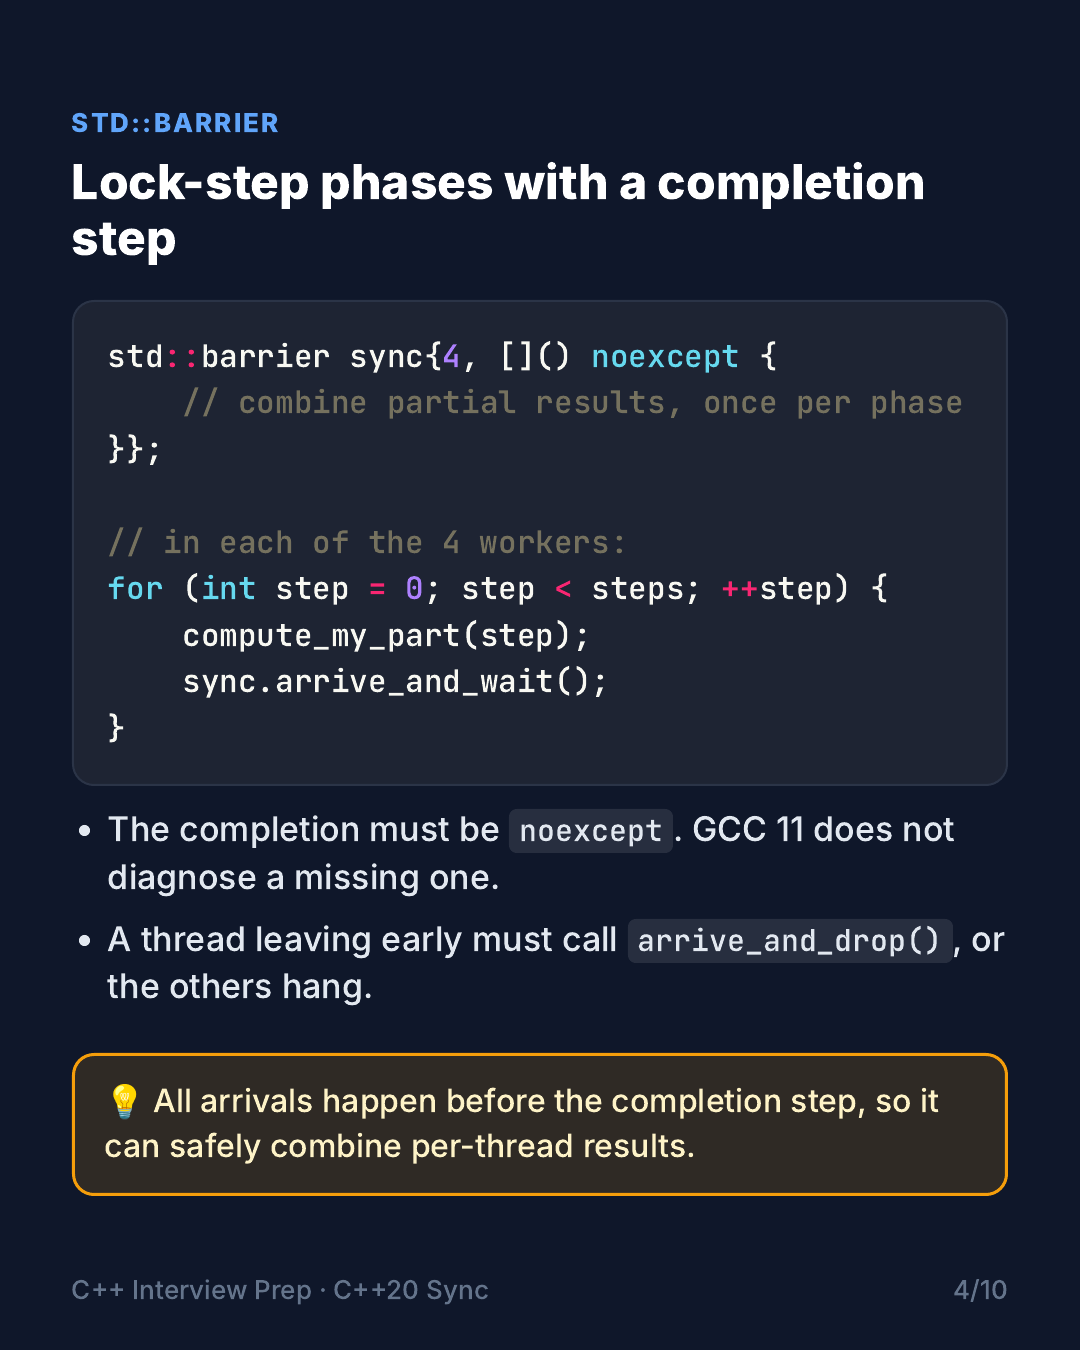 STD::BARRIER
Lock-step phases with a completion
step
std::barrier sync{4, []() noexcept {
    // combine partial results, once per phase
}};

// in each of the 4 workers:
for (int step = 0; step < steps; ++step) {
    compute_my_part(step);
    sync.arrive_and_wait();
}
• The completion must be noexcept. GCC 11 does not
diagnose a missing one.
• A thread leaving early must call arrive_and_drop(), or
the others hang.
💡 All arrivals happen before the completion step, so it
can safely combine per-thread results.
C++ Interview Prep · C++20 Sync
4/10